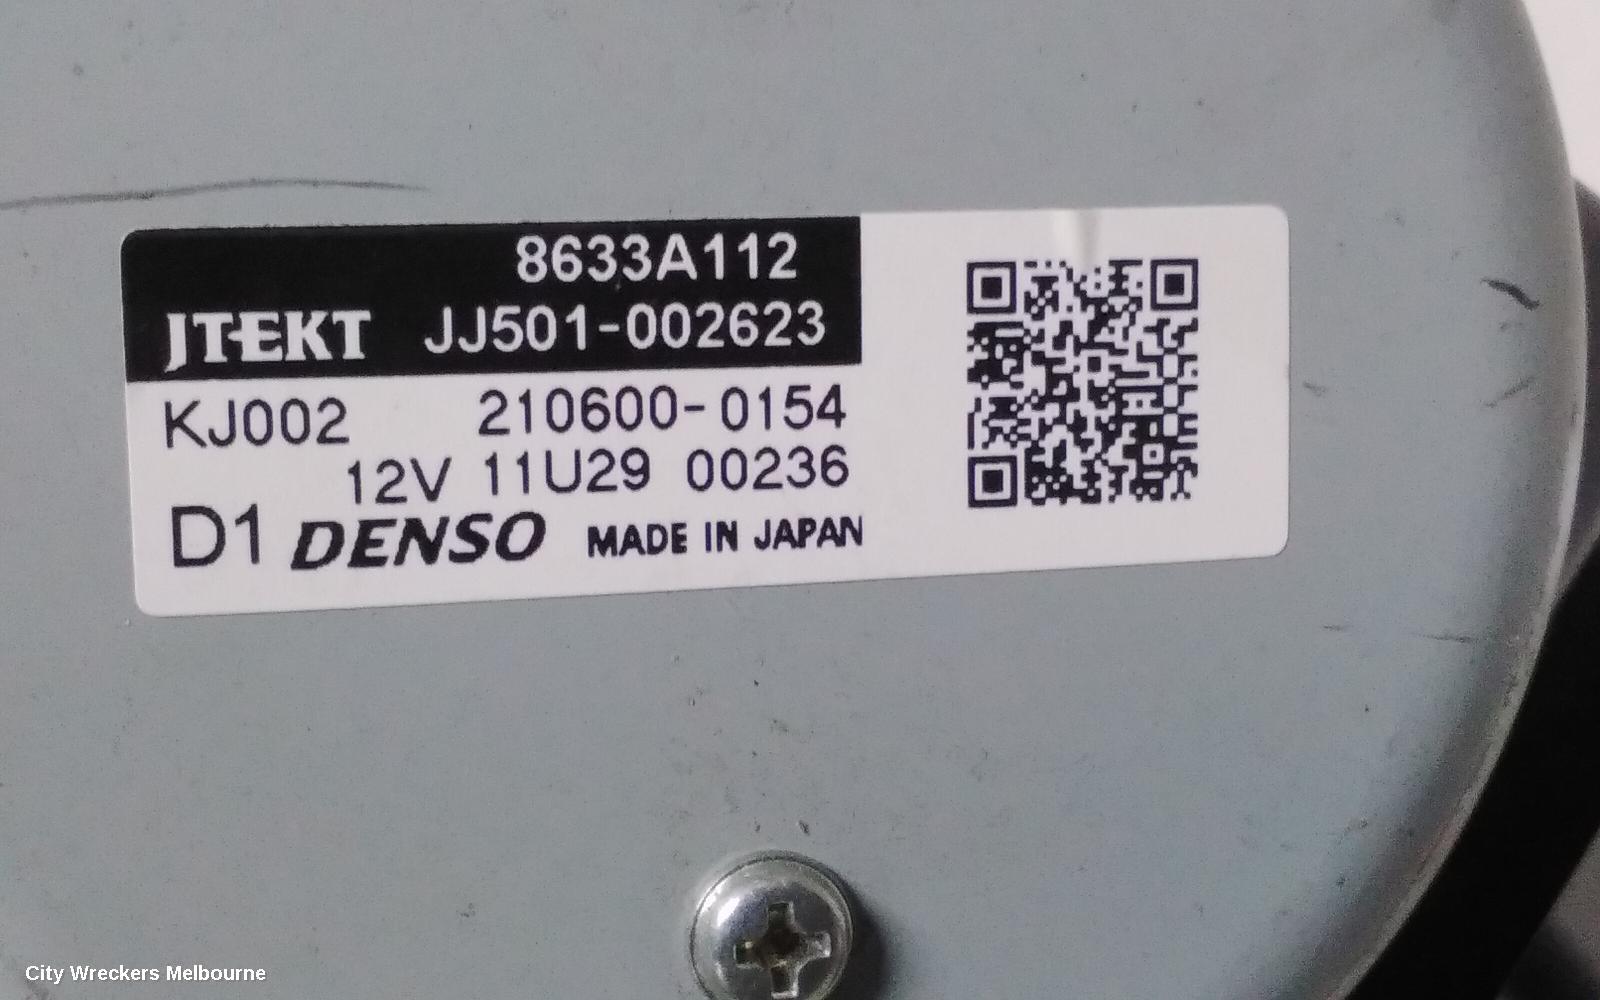 8633A112
JTEKT JJ501-002623
KJ002 210600-0154
12V 11U29 00236
D1 DENSO MADE IN JAPAN
City Wreckers Melbourne